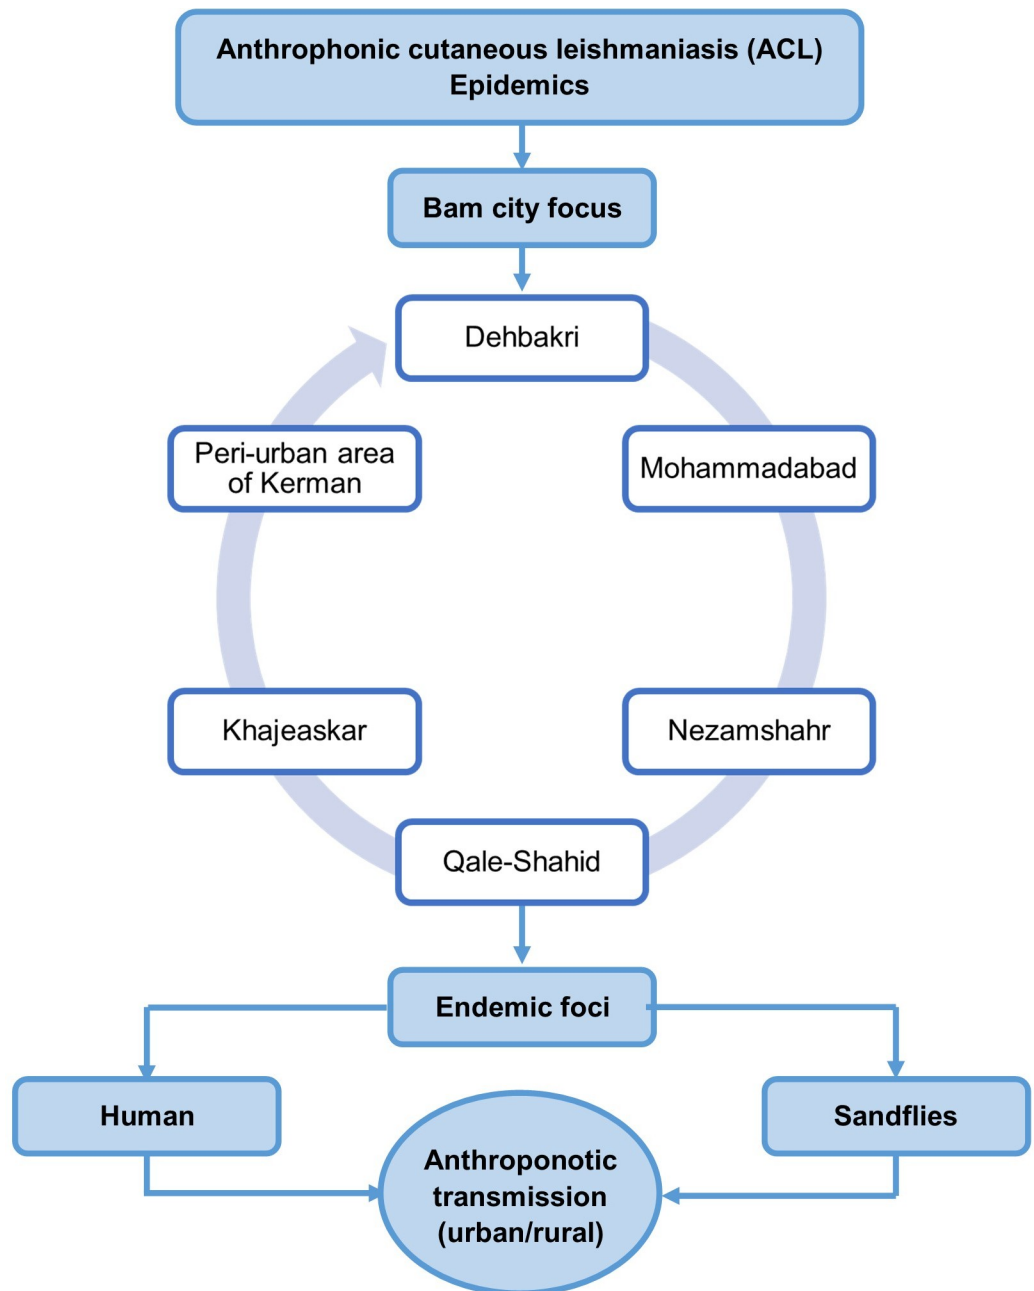 Anthrophonic cutaneous leishmaniasis (ACL)
Epidemics
Bam city focus
Dehbakri
Peri-urban area
of Kerman
Mohammadabad
Khajeaskar
Nezamshahr
Qale-Shahid
Endemic foci
Human
Sandflies
Anthroponotic
transmission
(urban/rural)